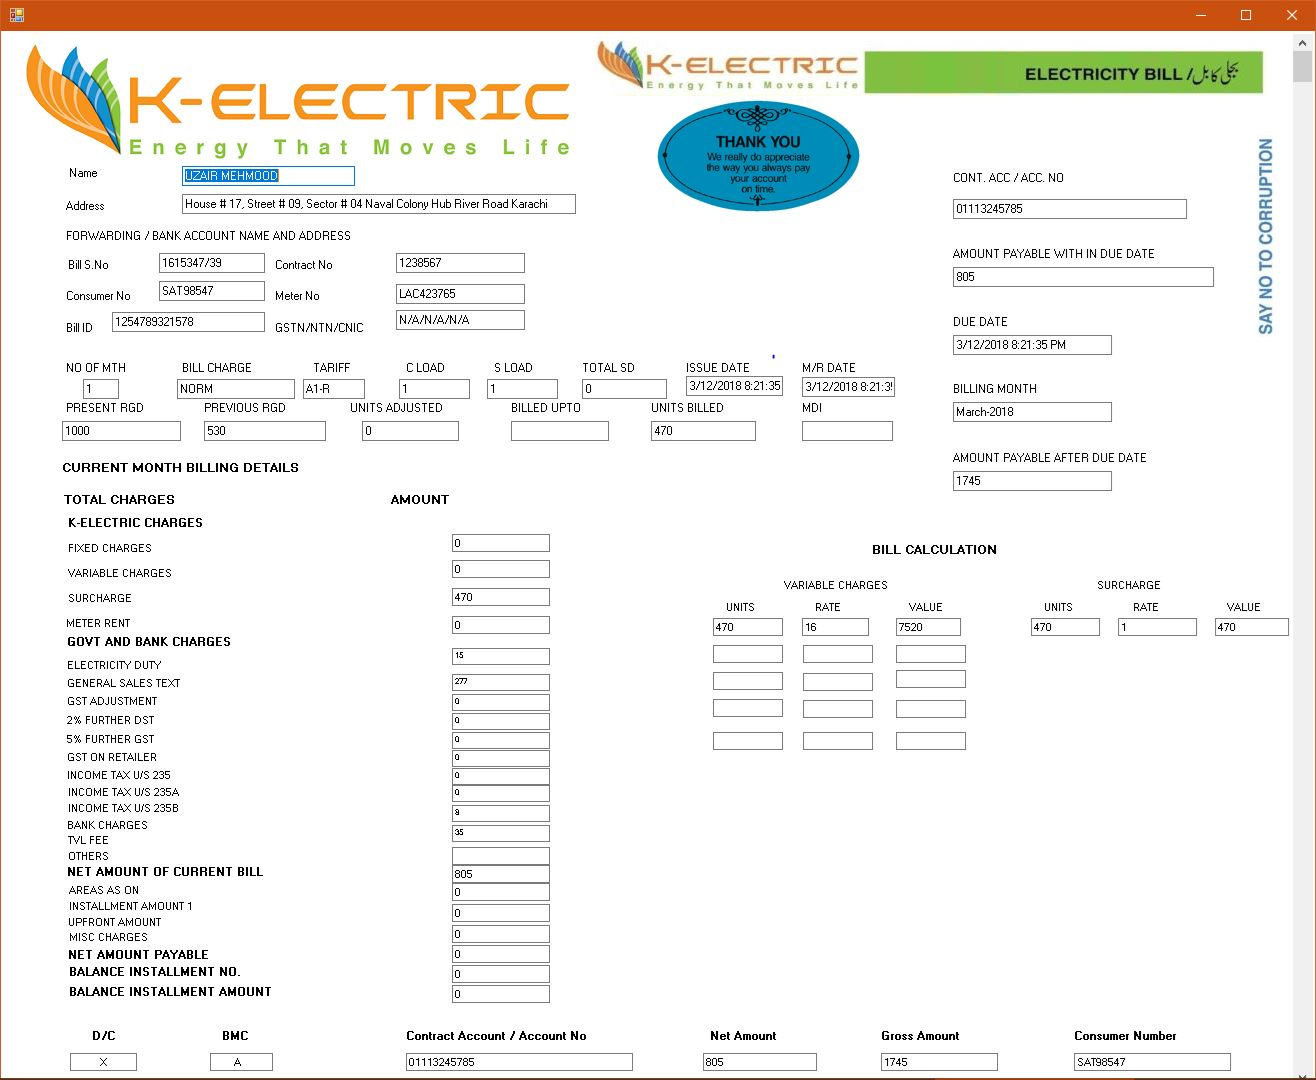 K-ELECTRIC
Energy That Moves Life
K-ELECTRIC
Energy That Moves Life
ELECTRICITY BILL / بجلی کا بل
THANK YOU
We really do appreciate
the way you always pay
your account
on time.
SAY NO TO CORRUPTION
Name UZAIR MEHMOOD
Address House # 17, Street # 09, Sector # 04 Naval Colony Hub River Road Karachi
CONT. ACC / ACC. NO
01113245785
FORWARDING / BANK ACCOUNT NAME AND ADDRESS
AMOUNT PAYABLE WITH IN DUE DATE
805
Bill S.No 1615347/39 Contract No 1238567
Consumer No SAT98547 Meter No LAC423765
Bill ID 1254789321578 GSTN/NTN/CNIC N/A/N/A/N/A
DUE DATE
3/12/2018 8:21:35 PM
NO OF MTH BILL CHARGE TARIFF C LOAD S LOAD TOTAL SD ISSUE DATE M/R DATE
1 NORM A1-R 1 1 0 3/12/2018 8:21:35 3/12/2018 8:21:3
BILLING MONTH
March-2018
PRESENT RGD PREVIOUS RGD UNITS ADJUSTED BILLED UPTO UNITS BILLED MDI
1000 530 0 470
AMOUNT PAYABLE AFTER DUE DATE
1745
CURRENT MONTH BILLING DETAILS
TOTAL CHARGES AMOUNT
K-ELECTRIC CHARGES
FIXED CHARGES 0
VARIABLE CHARGES 0
SURCHARGE 470
METER RENT 0
GOVT AND BANK CHARGES
ELECTRICITY DUTY 15
GENERAL SALES TEXT 277
GST ADJUSTMENT 0
2% FURTHER DST 0
5% FURTHER GST 0
GST ON RETAILER 0
INCOME TAX U/S 235 0
INCOME TAX U/S 235A 0
INCOME TAX U/S 235B 8
BANK CHARGES 35
TVL FEE
OTHERS
NET AMOUNT OF CURRENT BILL 805
AREAS AS ON 0
INSTALLMENT AMOUNT 1 0
UPFRONT AMOUNT 0
MISC CHARGES
NET AMOUNT PAYABLE 0
BALANCE INSTALLMENT NO. 0
BALANCE INSTALLMENT AMOUNT 0
BILL CALCULATION
VARIABLE CHARGES SURCHARGE
UNITS RATE VALUE UNITS RATE VALUE
470 16 7520 470 1 470
D/C BMC Contract Account / Account No Net Amount Gross Amount Consumer Number
X A 01113245785 805 1745 SAT98547